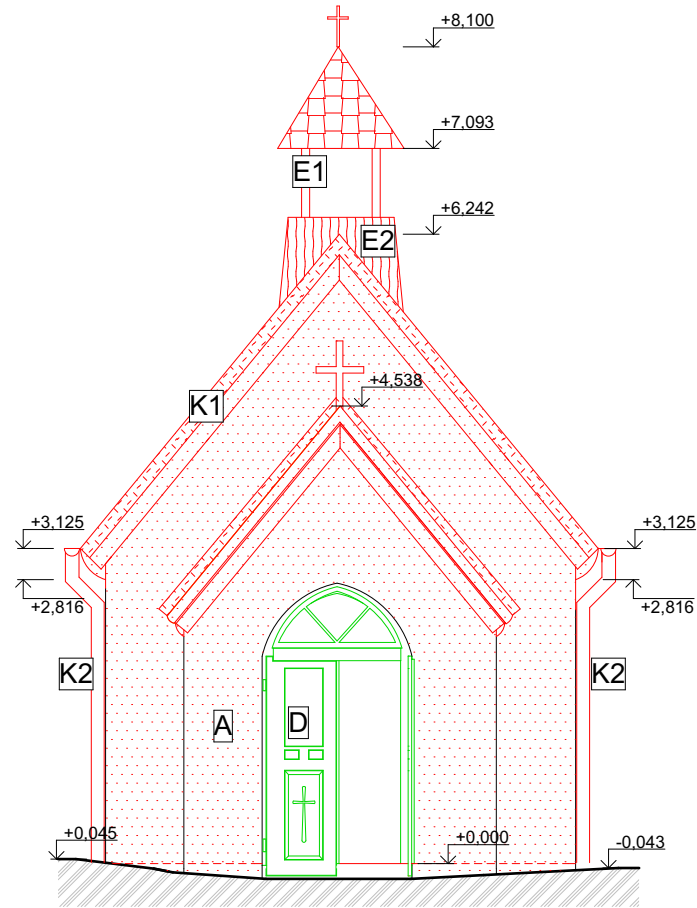 +8,100
+7,093
E1
+6,242
E2
+4,538
K1
+3,125
+3,125
+2,816
+2,816
K2
K2
A
D
+0,045
+0,000
-0,043